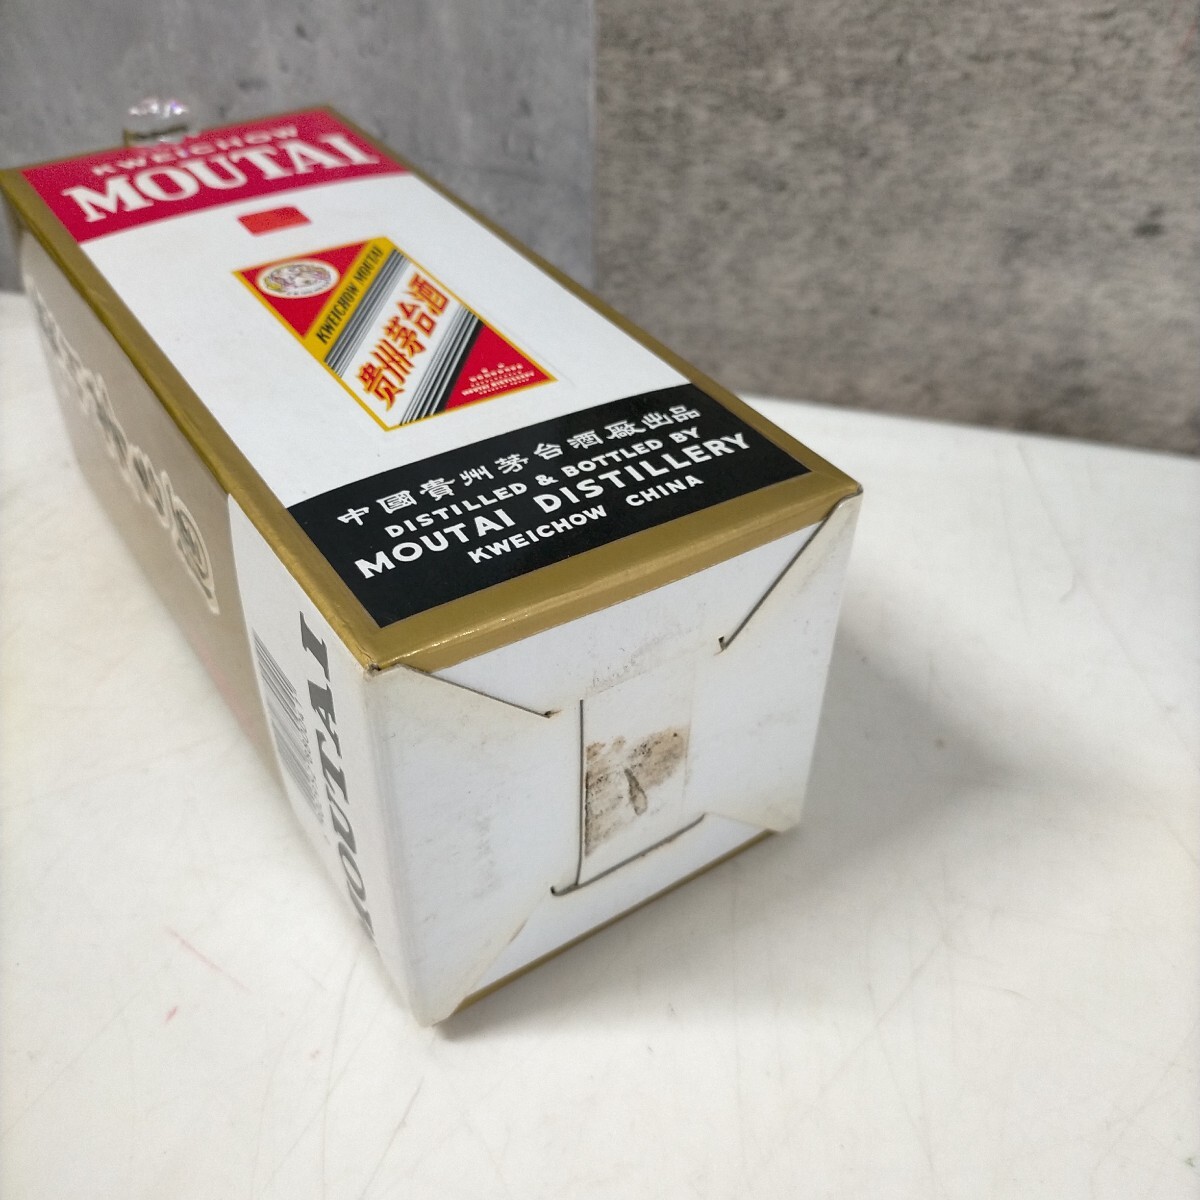 KWEICHOW
MOUTAI
KWEICHOW MOUTAI
贵州茅台酒
中國貴州茅台酒廠出品
DISTILLED & BOTTLED BY
MOUTAI DISTILLERY
KWEICHOW CHINA
MOUTAI